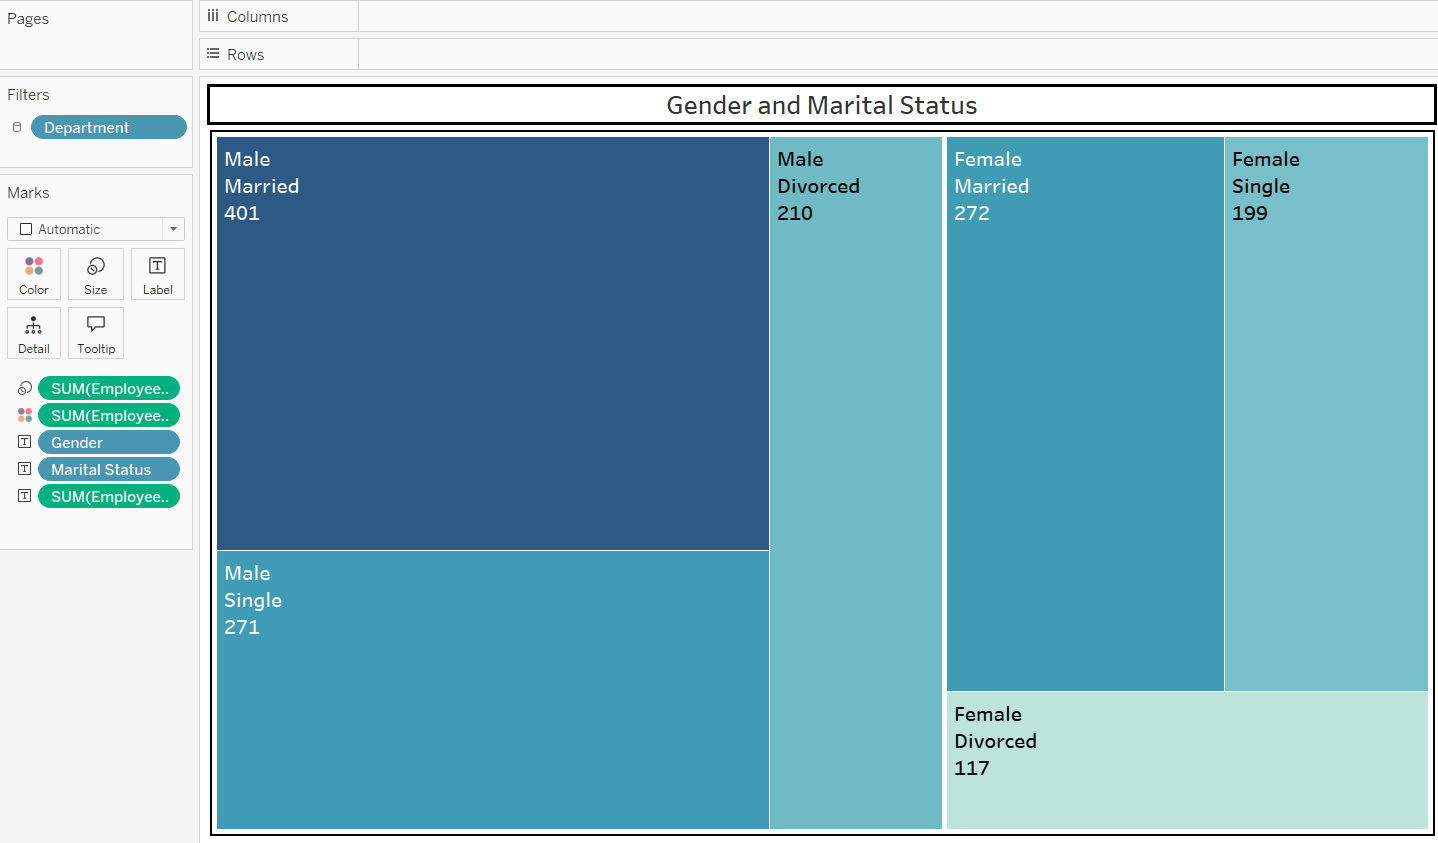 Pages
Columns
Rows
Filters
Department
Gender and Marital Status
Marks
Automatic
Color
Size
Label
Detail
Tooltip
SUM(Employee..
SUM(Employee..
Gender
Marital Status
SUM(Employee..
Male
Married
401
Male
Divorced
210
Female
Married
272
Female
Single
199
Male
Single
271
Female
Divorced
117